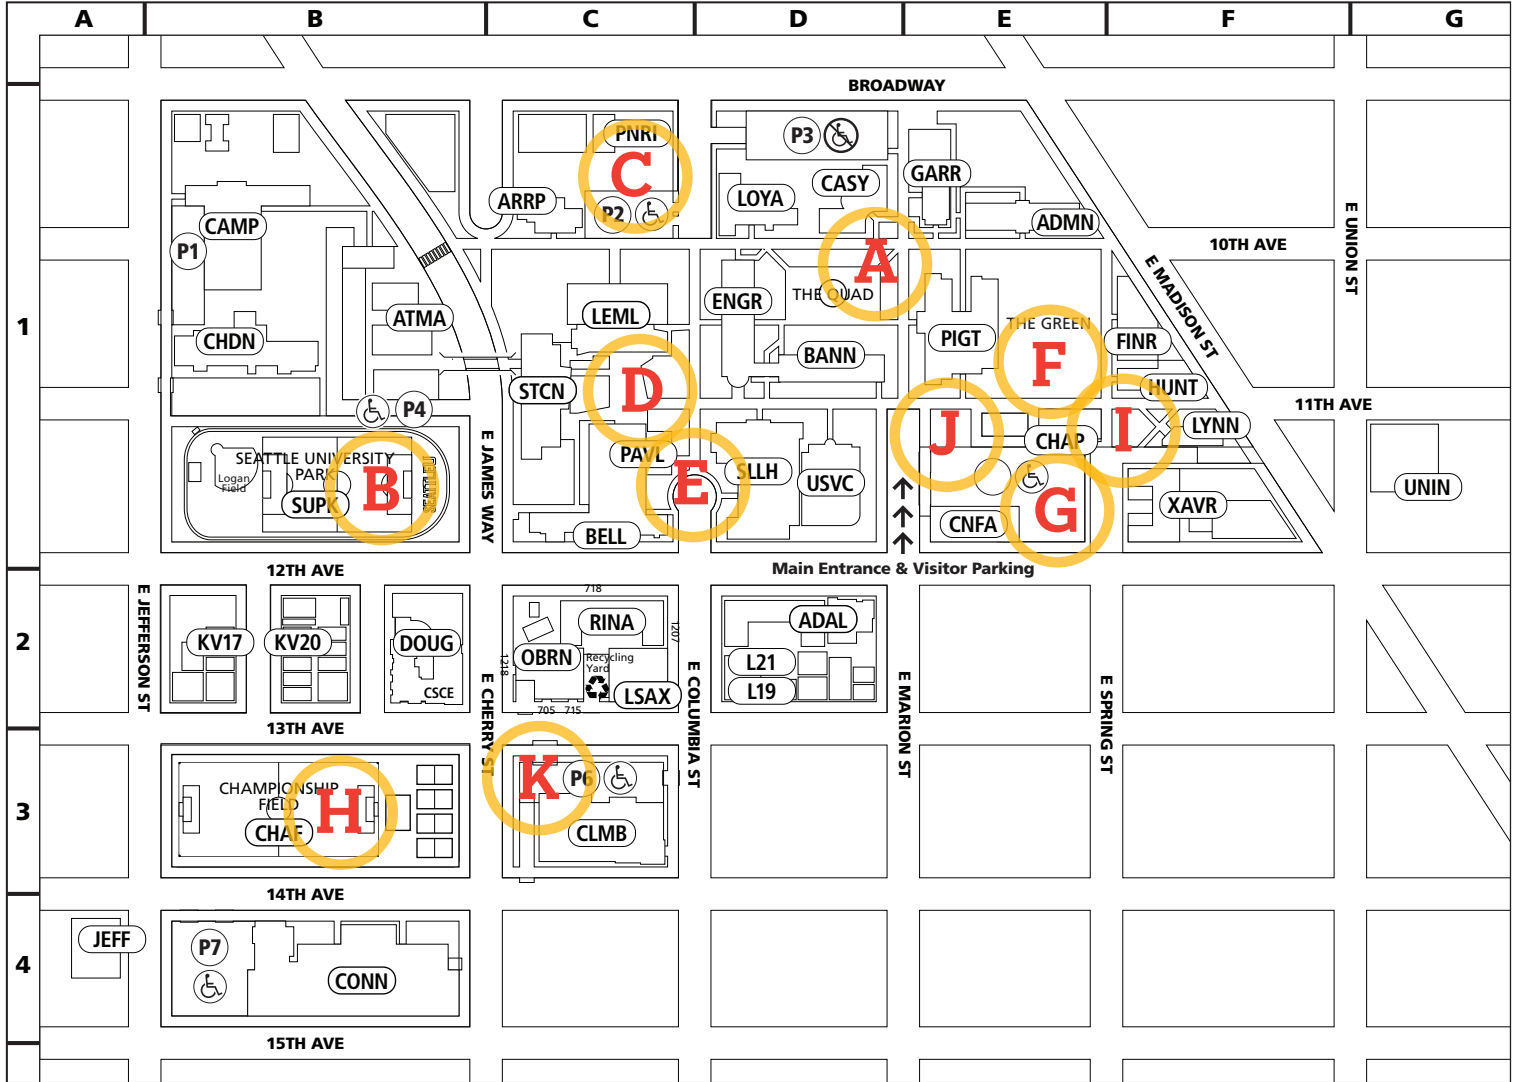 A B C D E F G
BROADWAY
1
PNRI
P3
C
ARRP
P2
LOYA
CASY
GARR
ADMN
CAMP
P1
E UNION ST
10TH AVE
A
E MADISON ST
THE QUAD
ENGR
LEML
ATMA
CHDN
THE GREEN
PIGT
FINR
F
BANN
STCN
D
HUNT
11TH AVE
P4
LYNN
J
CHAP
I
PAVL
E JAMES WAY
SEATTLE UNIVERSITY
PARK
Logan
Field
SUPK
B
E
SLLH
USVC
G
CNFA
XAVR
UNIN
BELL
12TH AVE
Main Entrance & Visitor Parking
2
E JEFFERSON ST
KV17
KV20
DOUG
CSCE
E CHERRY ST
718
RINA
1207
OBRN
1218
Recycling
Yard
LSAX
705 715
E COLUMBIA ST
ADAL
L21
L19
E MARION ST
E SPRING ST
13TH AVE
3
CHAMPIONSHIP
FIELD
CHAF
H
K
P6
CLMB
14TH AVE
4
JEFF
P7
CONN
15TH AVE